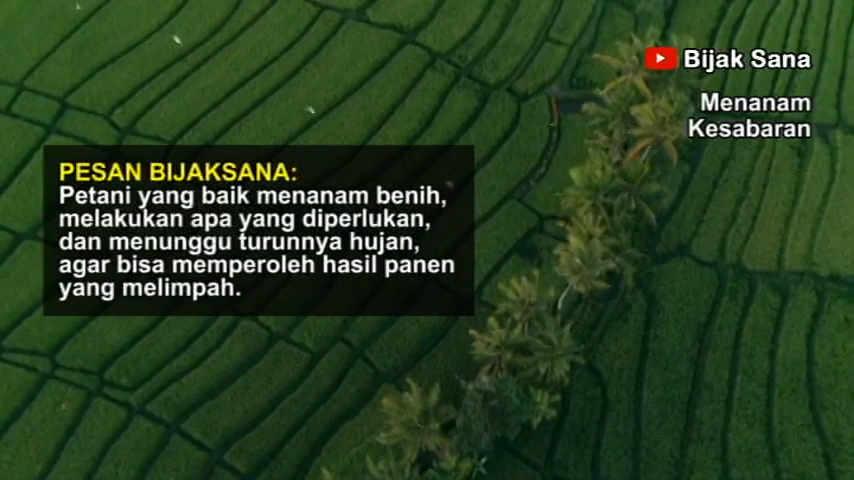 Bijak Sana
Menanam
Kesabaran
PESAN BIJAKSANA:
Petani yang baik menanam benih,
melakukan apa yang diperlukan,
dan menunggu turunnya hujan,
agar bisa memperoleh hasil panen
yang melimpah.